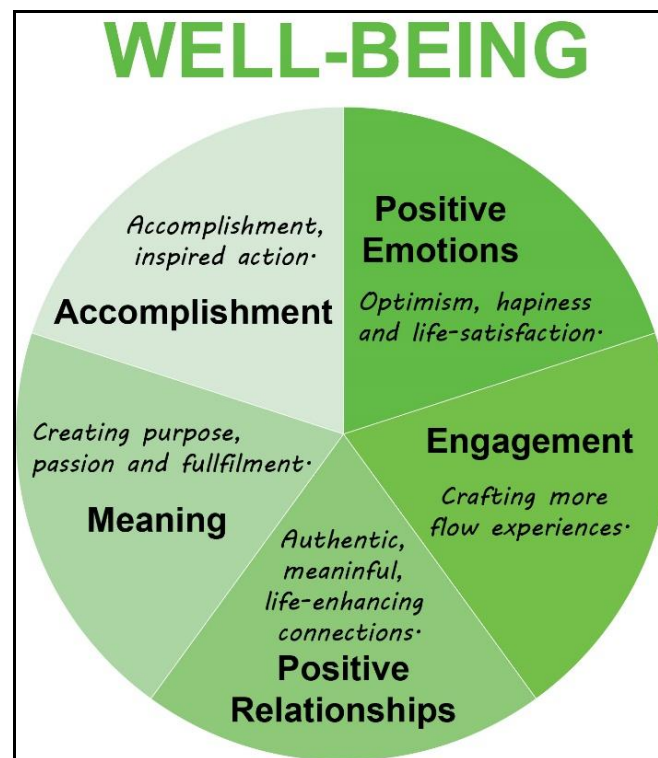 WELL-BEING
Positive
Emotions
Optimism, hapiness
and life-satisfaction.
Engagement
Crafting more
flow experiences.
Authentic,
meaninful,
life-enhancing
connections.
Positive
Relationships
Creating purpose,
passion and fullfilment.
Meaning
Accomplishment,
inspired action.
Accomplishment